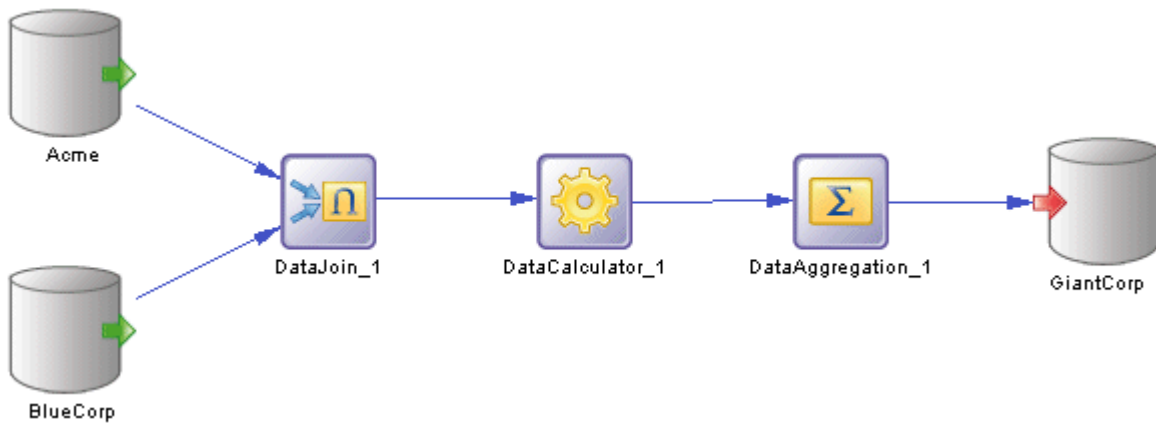 Acme
DataJoin_1
DataCalculator_1
DataAggregation_1
GiantCorp
BlueCorp